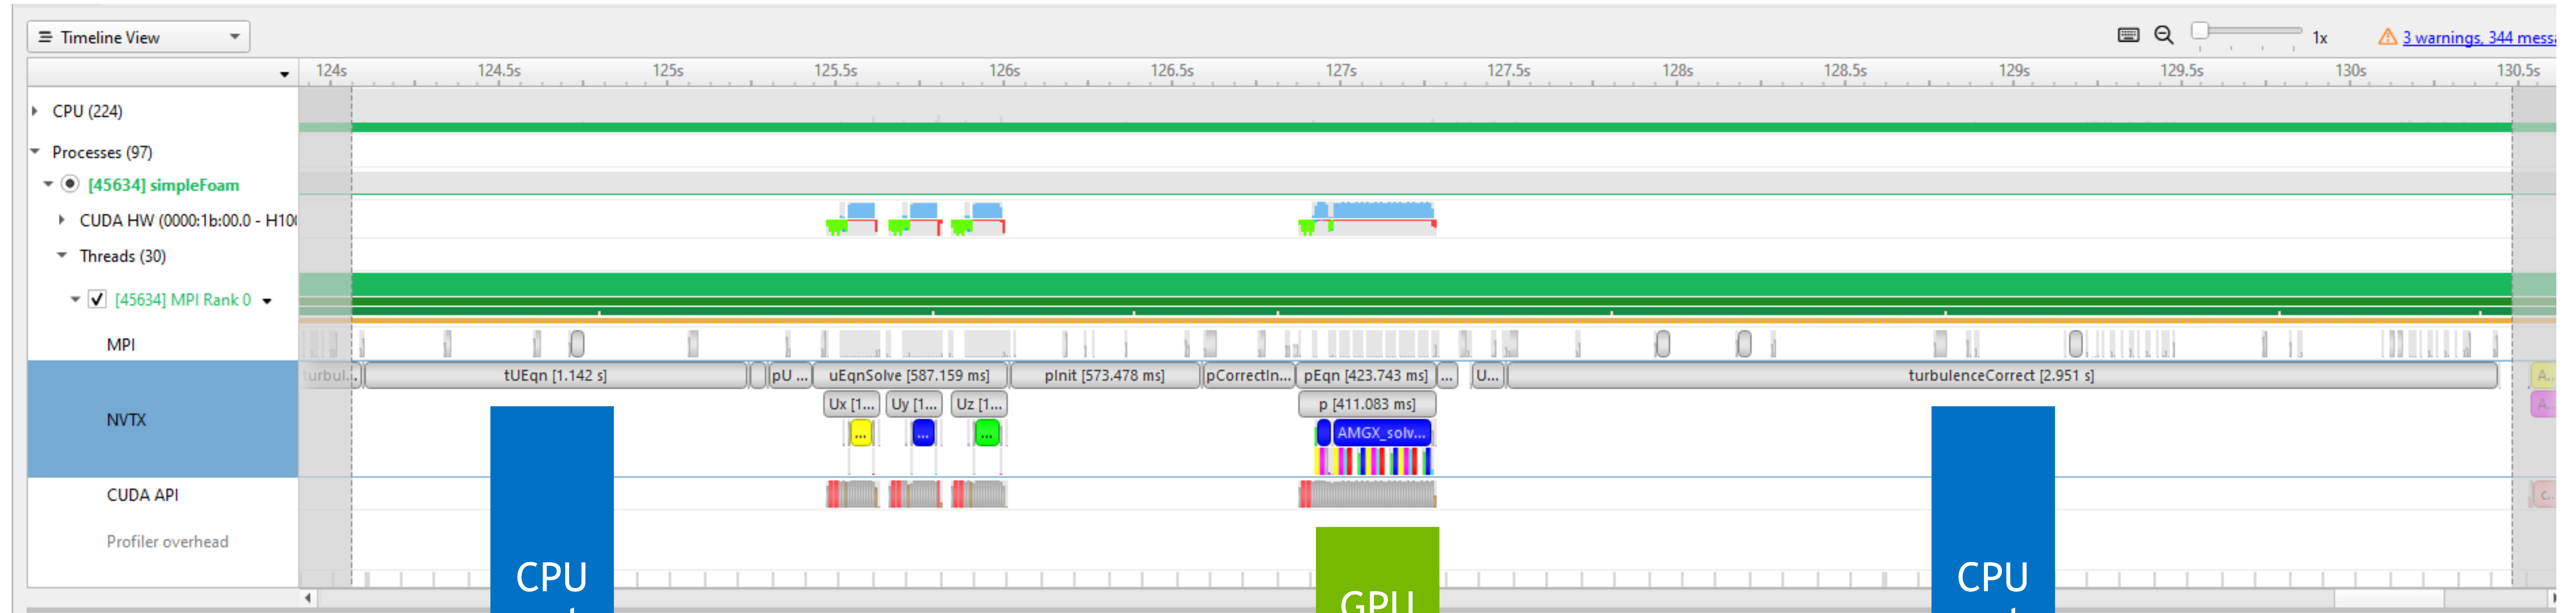 Timeline View
1x
3 warnings, 344 messa
124s 124.5s 125s 125.5s 126s 126.5s 127s 127.5s 128s 128.5s 129s 129.5s 130s 130.5s
CPU (224)
Processes (97)
[45634] simpleFoam
CUDA HW (0000:1b:00.0 - H10
Threads (30)
[45634] MPI Rank 0
MPI
turbul... tUEqn [1.142 s] pU ... uEqnSolve [587.159 ms] pInit [573.478 ms] pCorrectIn... pEqn [423.743 ms] ... U... turbulenceCorrect [2.951 s] A...
Ux [1... Uy [1... Uz [1... p [411.083 ms] A...
NVTX
... ... ... AMGX_solv...
CUDA API
C...
Profiler overhead
CPU GPU CPU